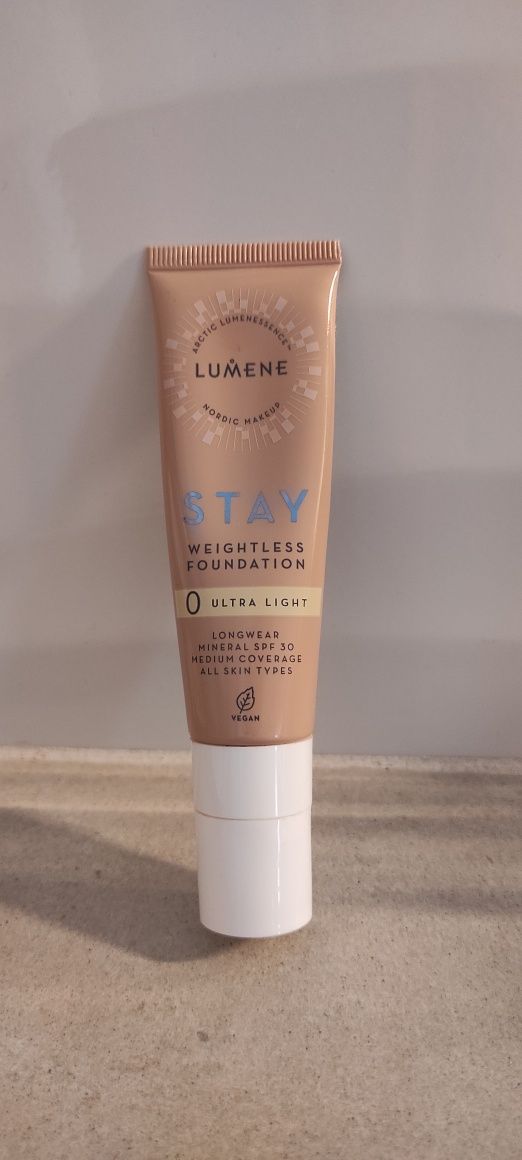 ARCTIC LUMENESSENCE™
LUMENE
NORDIC MAKEUP
STAY
WEIGHTLESS
FOUNDATION
0 ULTRA LIGHT
LONGWEAR
MINERAL SPF 30
MEDIUM COVERAGE
ALL SKIN TYPES
VEGAN